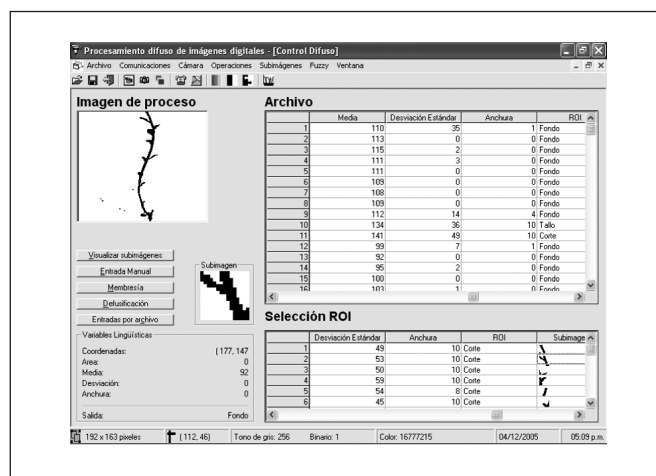 Procesamiento difuso de imágenes digitales - [Control Difuso]
Archivo Comunicaciones Cámara Operaciones Subimágenes Fuzzy Ventana
Imagen de proceso
Visualizar subimágenes
Entrada Manual
Membresía
Defusificación
Entradas por archivo
Subimagen
Variables Lingüísticas
Coordenadas: (177, 147
Area: 0
Media: 92
Desviación: 0
Anchura: 0
Salida: Fondo
Archivo
Media Desviación Estándar Anchura ROI
1 110 35 1 Fondo
2 113 0 0 Fondo
3 115 2 0 Fondo
4 111 3 0 Fondo
5 111 0 0 Fondo
6 109 0 0 Fondo
7 108 0 0 Fondo
8 109 0 0 Fondo
9 112 14 4 Fondo
10 134 36 10 Tallo
11 141 49 10 Corte
12 99 7 1 Fondo
13 92 0 0 Fondo
14 95 2 0 Fondo
15 100 0 0 Fondo
16 103 1 0 Fondo
Selección ROI
Desviación Estándar Anchura ROI Subimage
1 49 10 Corte
2 53 10 Corte
3 50 10 Corte
4 59 10 Corte
5 54 8 Corte
6 45 10 Corte
192 x 163 pixeles (112, 46) Tono de gris: 256 Binario: 1 Color: 16777215 04/12/2005 05:09 p.m.